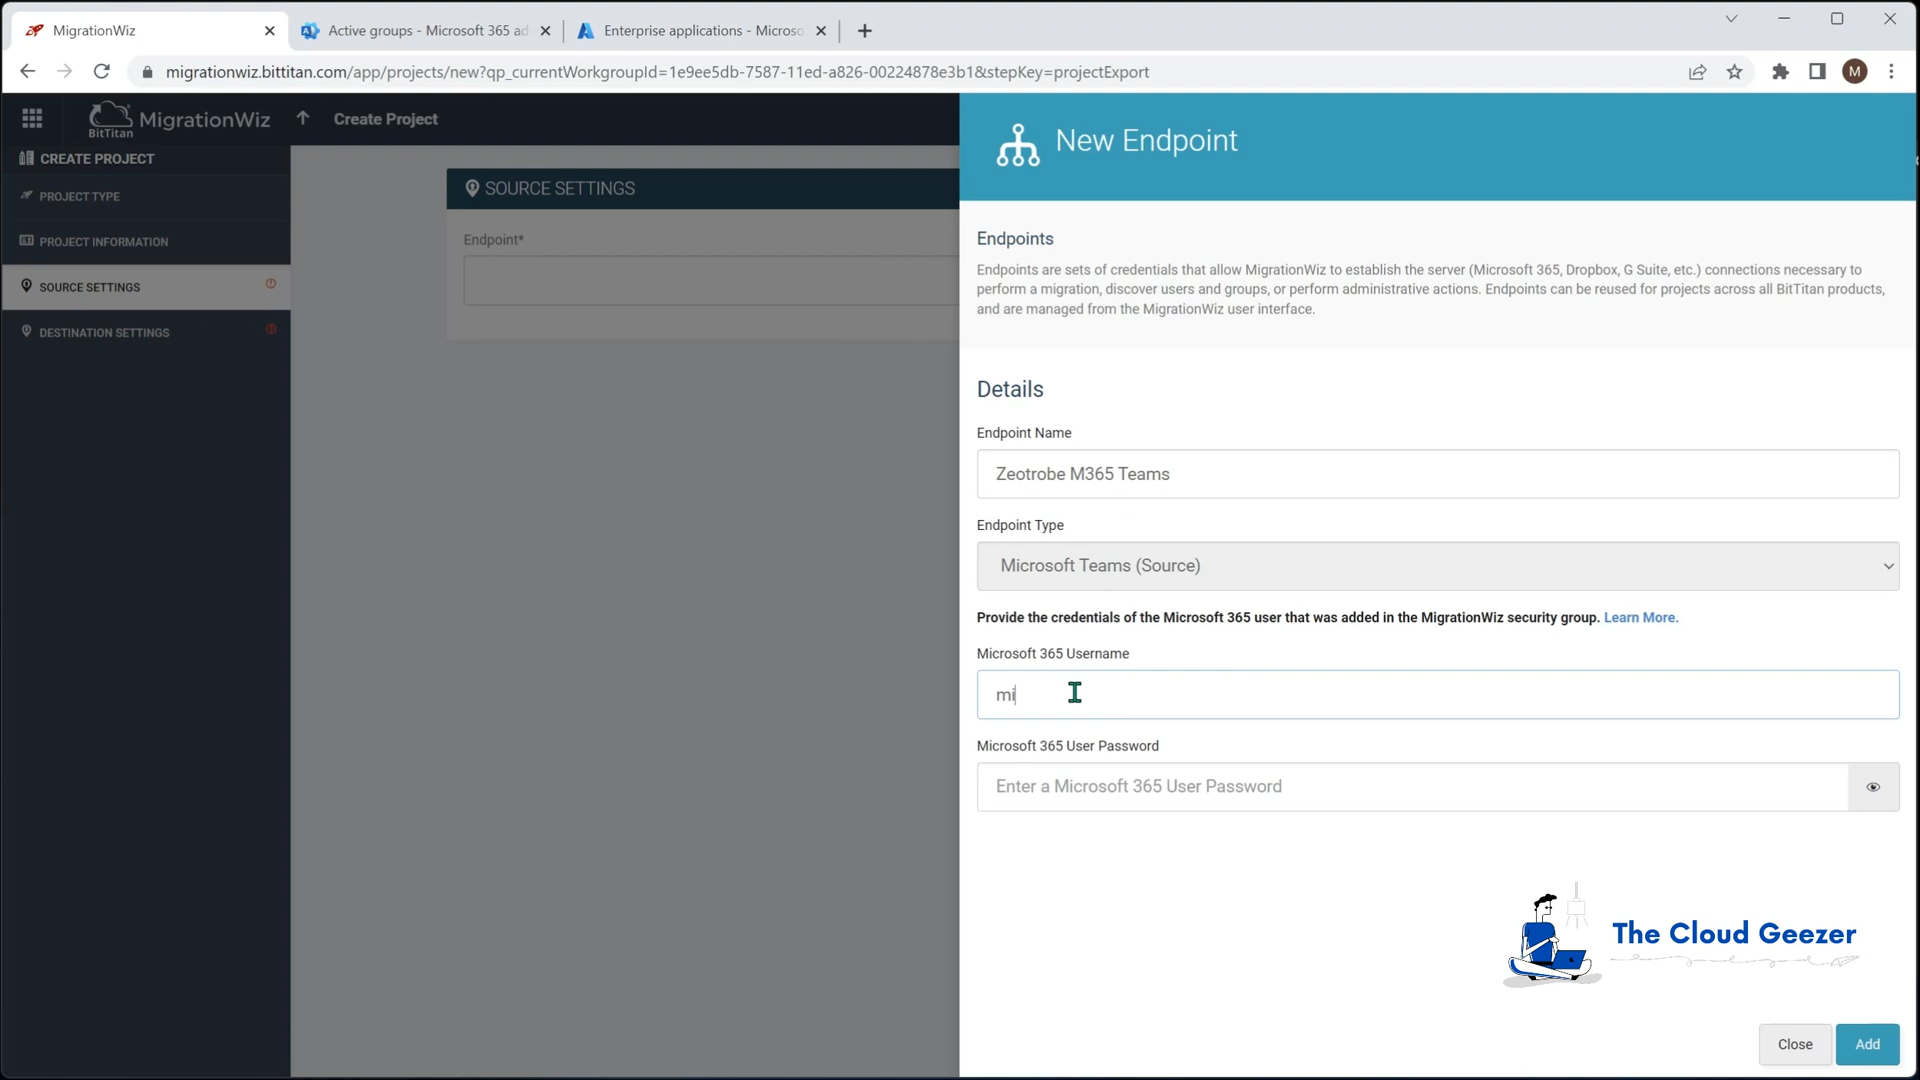 MigrationWiz
Active groups - Microsoft 365 ad
Enterprise applications - Microso
migrationwiz.bittitan.com/app/projects/new?qp_currentWorkgroupId=1e9ee5db-7587-11ed-a826-00224878e3b1&stepKey=projectExport
M
BitTitan MigrationWiz
Create Project
CREATE PROJECT
PROJECT TYPE
PROJECT INFORMATION
SOURCE SETTINGS
DESTINATION SETTINGS
SOURCE SETTINGS
Endpoint*
New Endpoint
Endpoints
Endpoints are sets of credentials that allow MigrationWiz to establish the server (Microsoft 365, Dropbox, G Suite, etc.) connections necessary to
perform a migration, discover users and groups, or perform administrative actions. Endpoints can be reused for projects across all BitTitan products,
and are managed from the MigrationWiz user interface.
Details
Endpoint Name
Zeotrobe M365 Teams
Endpoint Type
Microsoft Teams (Source)
Provide the credentials of the Microsoft 365 user that was added in the MigrationWiz security group. Learn More.
Microsoft 365 Username
mi
Microsoft 365 User Password
Enter a Microsoft 365 User Password
The Cloud Geezer
Close
Add